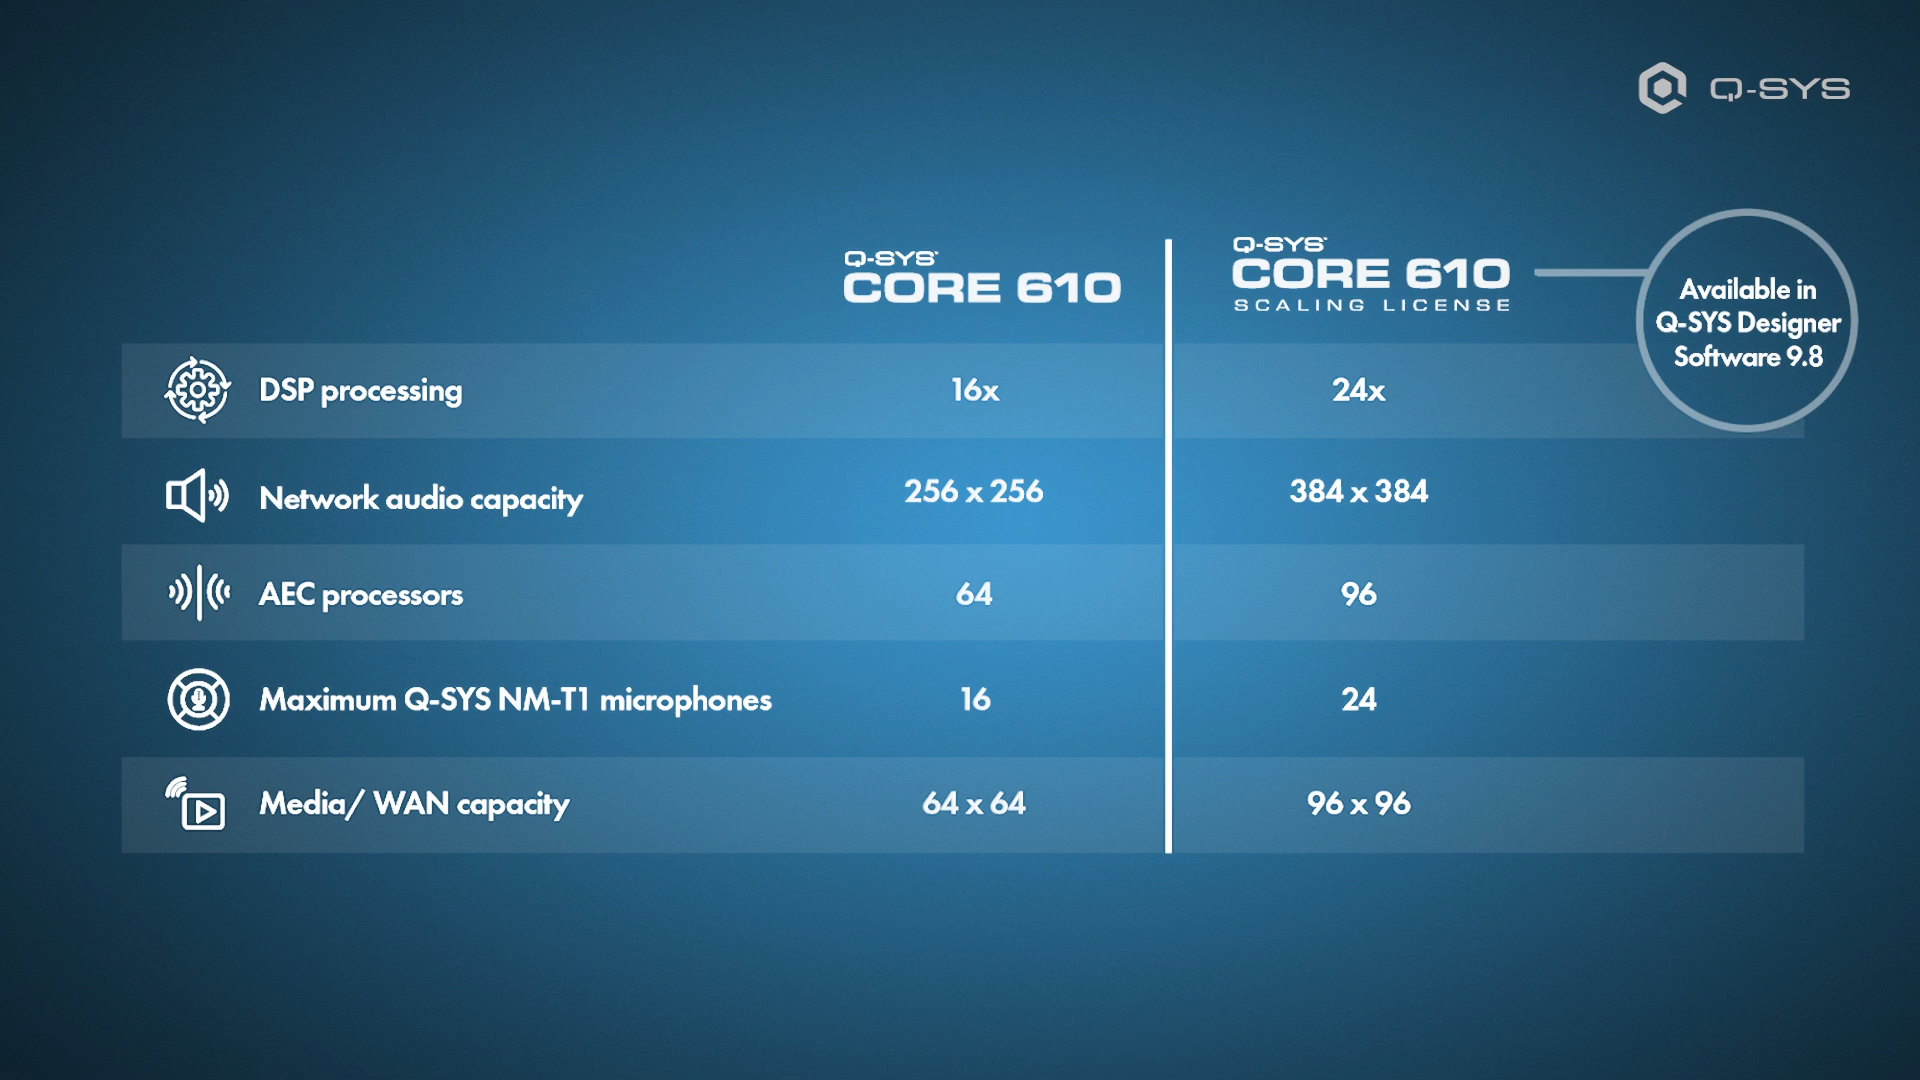 Q-SYS
Q-SYS™
CORE 610
Q-SYS™
CORE 610
SCALING LICENSE
Available in
Q-SYS Designer
Software 9.8
DSP processing 16x 24x
Network audio capacity 256 x 256 384 x 384
AEC processors 64 96
Maximum Q-SYS NM-T1 microphones 16 24
Media/ WAN capacity 64 x 64 96 x 96